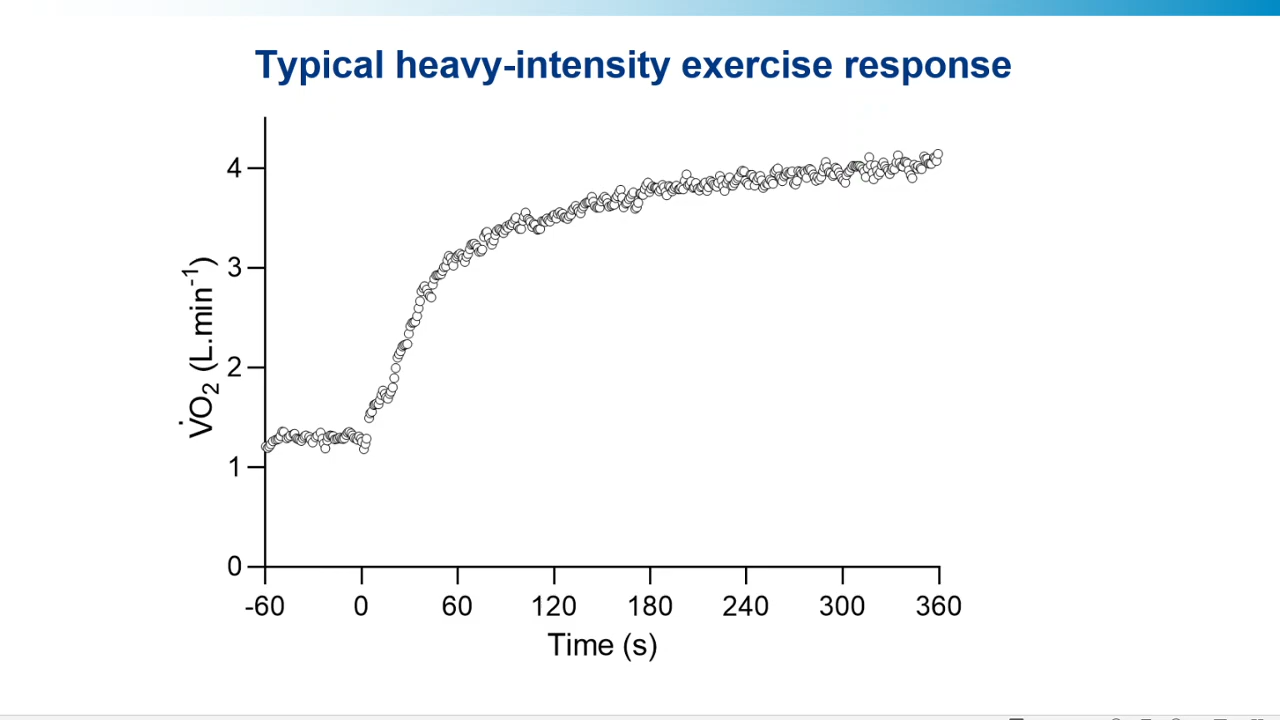 Typical heavy-intensity exercise response
4
3
2
1
0
V̇O₂ (L.min⁻¹)
-60 0 60 120 180 240 300 360
Time (s)